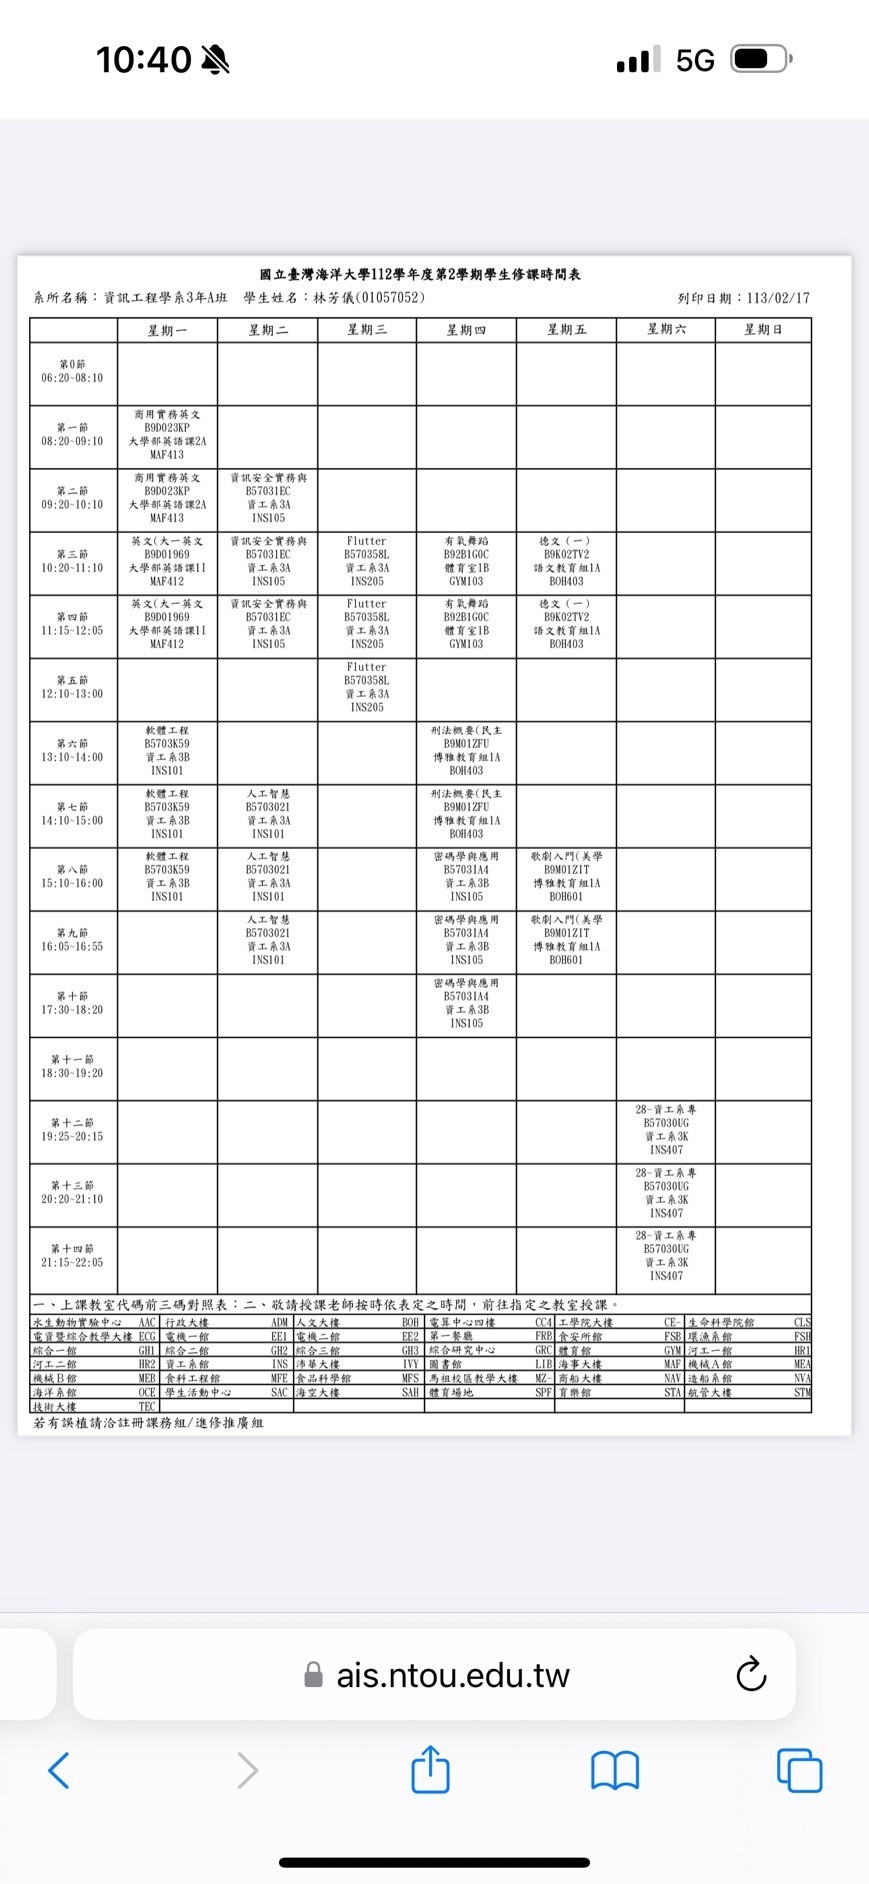 10:40
5G
國立臺灣海洋大學112學年度第2學期學生修課時間表
系所名稱：資訊工程學系3年A班 學生姓名：林芳儀(01057052) 列印日期：113/02/17
星期一 星期二 星期三 星期四 星期五 星期六 星期日
第0節
06:20~08:10
第一節
08:20~09:10
商用實務英文
B9D023KP
大學部英語課2A
MAF413
第二節
09:20~10:10
商用實務英文
B9D023KP
大學部英語課2A
MAF413
資訊安全實務與
B57031EC
資工系3A
INS105
第三節
10:20~11:10
英文(大一英文
B9D01969
大學部英語課1I
MAF412
資訊安全實務與
B57031EC
資工系3A
INS105
Flutter
B570358L
資工系3A
INS205
有氧舞蹈
B92B1G0C
體育室1B
GYM103
德文（一）
B9K02TV2
語文教育組1A
BOH403
第四節
11:15~12:05
英文(大一英文
B9D01969
大學部英語課1I
MAF412
資訊安全實務與
B57031EC
資工系3A
INS105
Flutter
B570358L
資工系3A
INS205
有氧舞蹈
B92B1G0C
體育室1B
GYM103
德文（一）
B9K02TV2
語文教育組1A
BOH403
第五節
12:10~13:00
Flutter
B570358L
資工系3A
INS205
第六節
13:10~14:00
軟體工程
B5703K59
資工系3B
INS101
刑法概要(民主
B9M01ZFU
博雅教育組1A
BOH403
第七節
14:10~15:00
軟體工程
B5703K59
資工系3B
INS101
人工智慧
B5703021
資工系3A
INS101
刑法概要(民主
B9M01ZFU
博雅教育組1A
BOH403
第八節
15:10~16:00
軟體工程
B5703K59
資工系3B
INS101
人工智慧
B5703021
資工系3A
INS101
密碼學與應用
B57031A4
資工系3B
INS105
歌劇入門(美學
B9M01ZIT
博雅教育組1A
BOH601
第九節
16:05~16:55
人工智慧
B5703021
資工系3A
INS101
密碼學與應用
B57031A4
資工系3B
INS105
歌劇入門(美學
B9M01ZIT
博雅教育組1A
BOH601
第十節
17:30~18:20
密碼學與應用
B57031A4
資工系3B
INS105
第十一節
18:30~19:20
第十二節
19:25~20:15
28-資工系專
B57030UG
資工系3K
INS407
第十三節
20:20~21:10
28-資工系專
B57030UG
資工系3K
INS407
第十四節
21:15~22:05
28-資工系專
B57030UG
資工系3K
INS407
一、上課教室代碼前三碼對照表：二、敬請授課老師按時依表定之時間，前往指定之教室授課。
水生動物實驗中心 AAC 行政大樓 ADM 人文大樓 BOH 電算中心四樓 CC4 工學院大樓 CE- 生命科學院館 CLS
電資暨綜合教學大樓 ECG 電機一館 EE1 電機二館 EE2 第一餐廳 FRB 食安所館 FSB 環漁系館 FSH
綜合一館 GH1 綜合二館 GH2 綜合三館 GH3 綜合研究中心 GRC 體育館 GYM 河工一館 HR1
河工二館 HR2 資工系館 INS 沛華大樓 IVY 圖書館 LIB 海事大樓 MAF 機械A館 MEA
機械B館 MEB 食科工程館 MFE 食品科學館 MFS 馬祖校區教學大樓 MZ- 商船大樓 NAV 造船系館 NVA
海洋系館 OCE 學生活動中心 SAC 海空大樓 SAH 體育場地 SPF 育樂館 STA 航管大樓 STM
技術大樓 TEC
若有誤植請洽註冊課務組/進修推廣組
ais.ntou.edu.tw